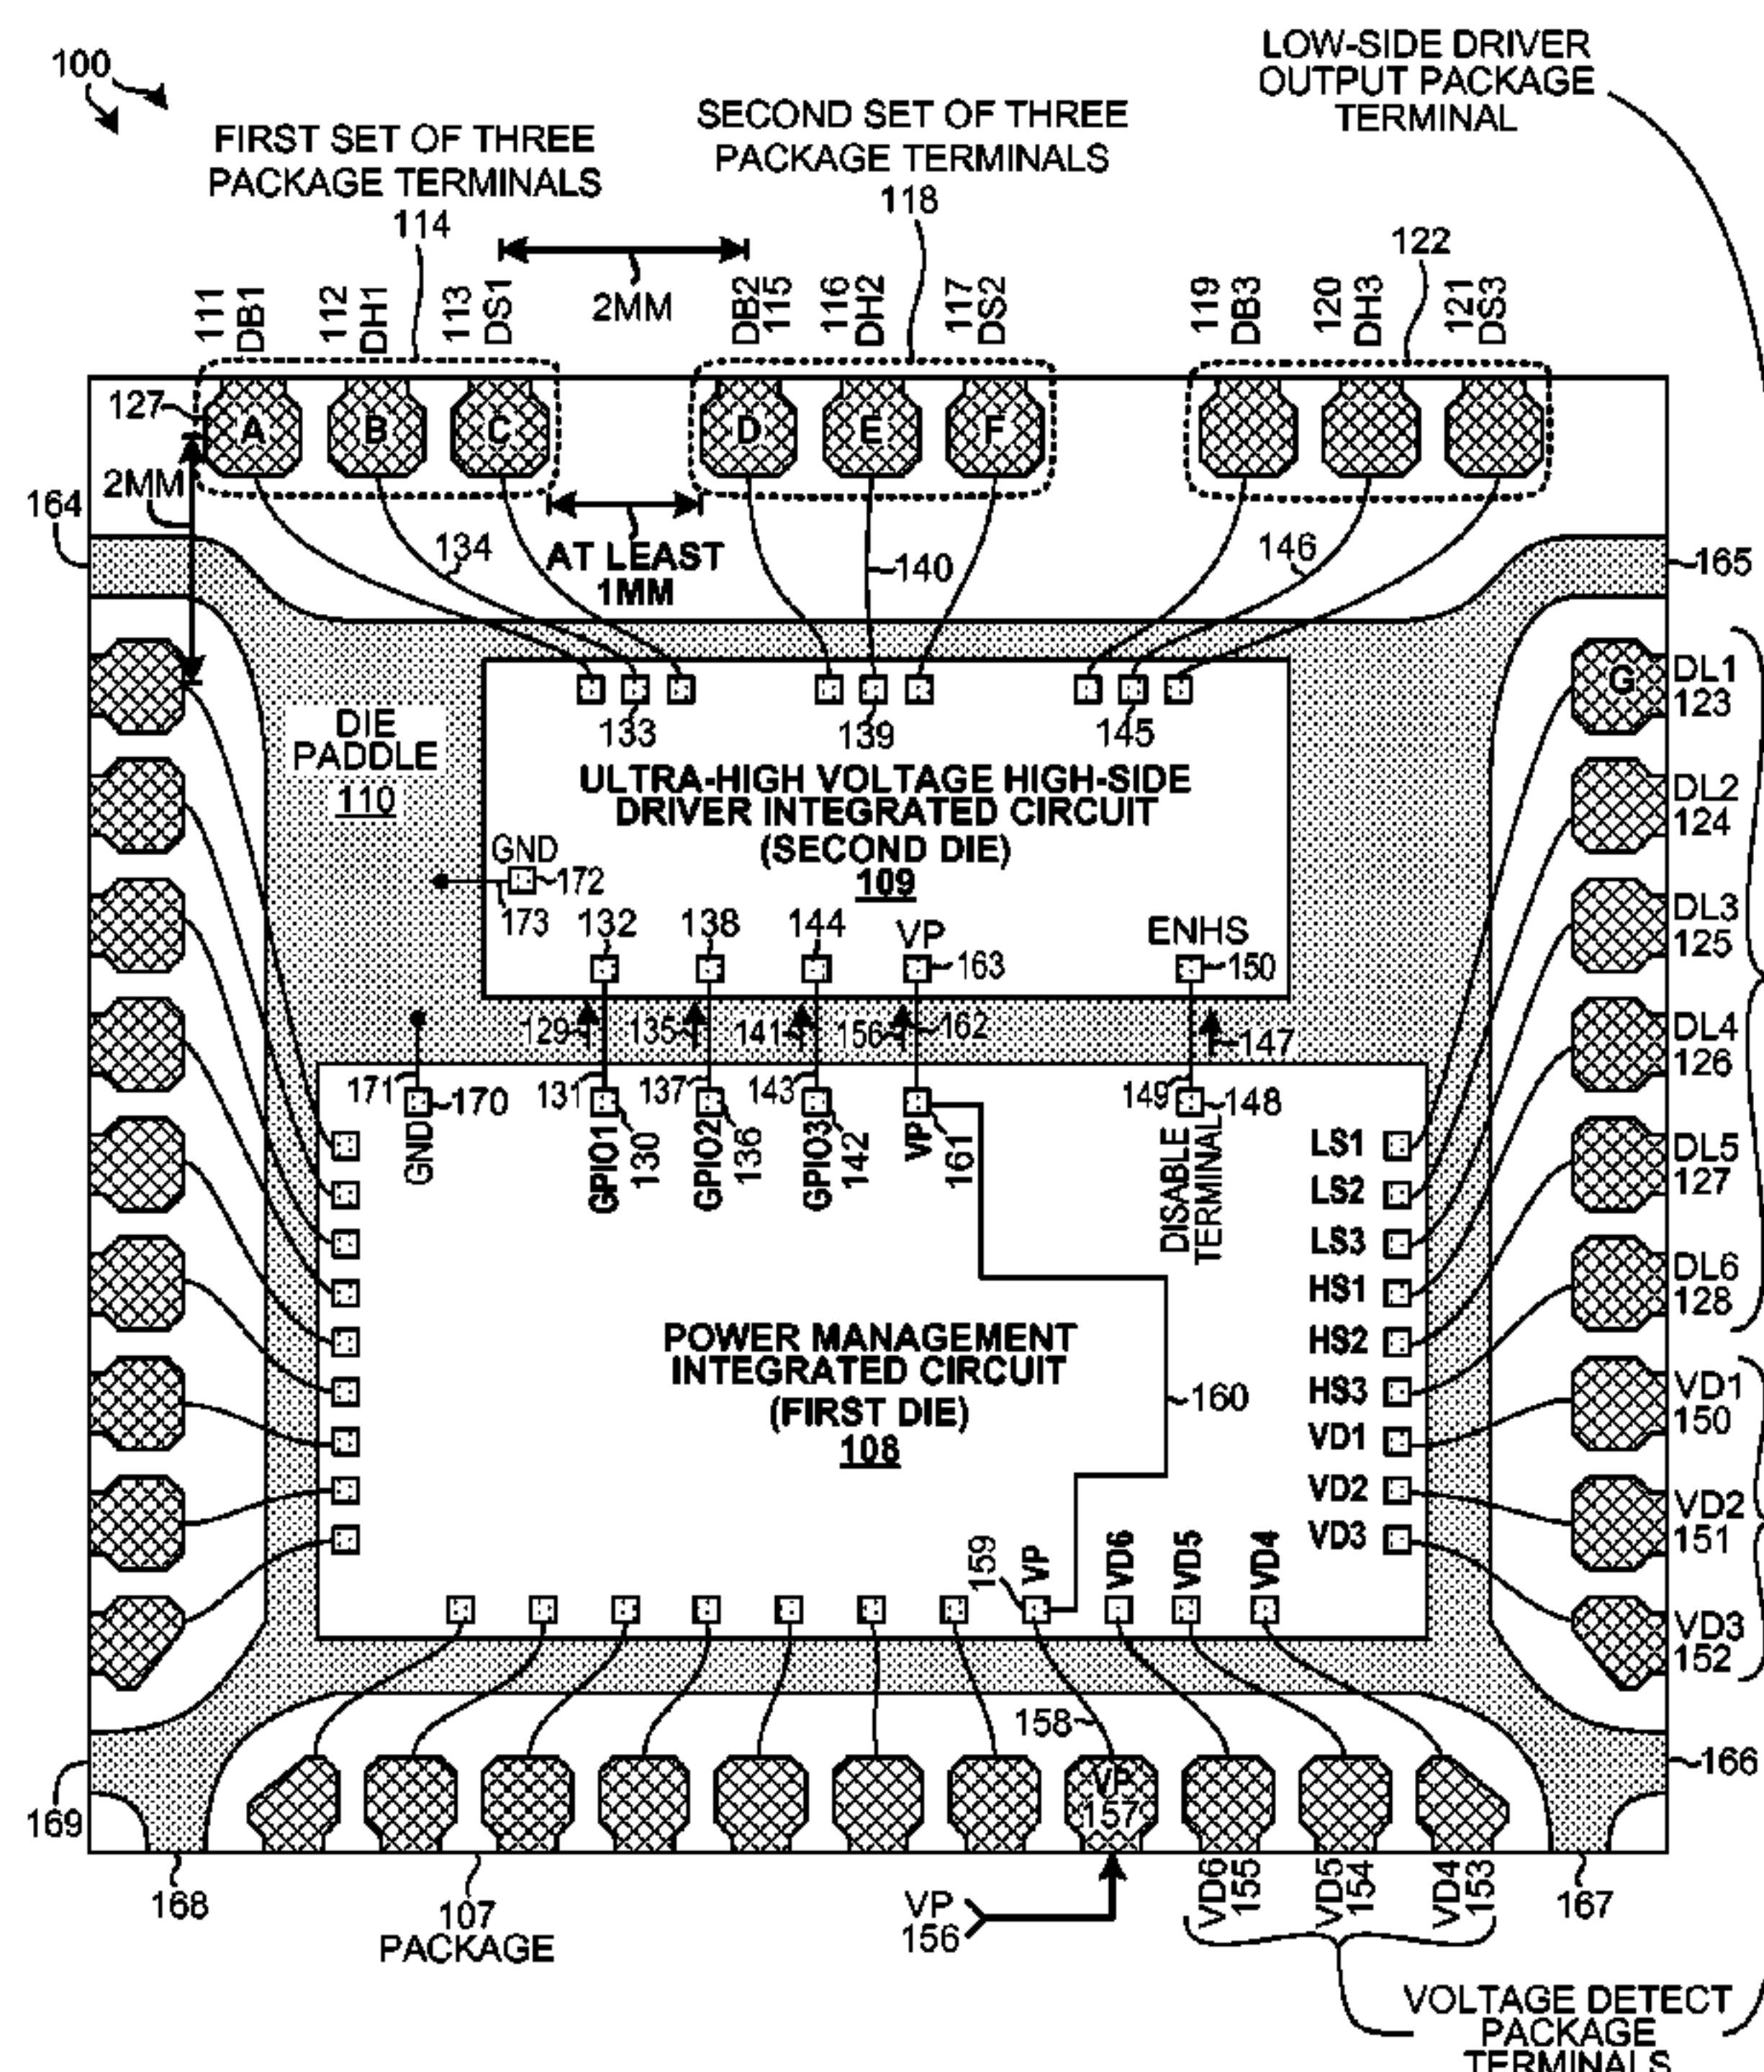 100
LOW-SIDE DRIVER
OUTPUT PACKAGE
TERMINAL
FIRST SET OF THREE
PACKAGE TERMINALS
114
SECOND SET OF THREE
PACKAGE TERMINALS
118
122
2MM
111
DB1
112
DH1
113
DS1
DB2
115
116
DH2
117
DS2
119
DB3
120
DH3
121
DS3
127
A
B
C
D
E
F
2MM
164
134
AT LEAST
1MM
140
146
165
133
139
145
DIE
PADDLE
110
ULTRA-HIGH VOLTAGE HIGH-SIDE
DRIVER INTEGRATED CIRCUIT
(SECOND DIE)
109
GND
172
173
132
138
144
VP
163
ENHS
150
129
135
141
156
162
147
171
170
GND
131
GPIO1
130
137
GPIO2
136
143
GPIO3
142
VP
161
149
148
DISABLE
TERMINAL
G
DL1
123
DL2
124
DL3
125
DL4
126
DL5
127
DL6
128
VD1
150
VD2
151
VD3
152
LS1
LS2
LS3
HS1
HS2
HS3
VD1
VD2
VD3
POWER MANAGEMENT
INTEGRATED CIRCUIT
(FIRST DIE)
108
160
159
VP
VD6
VD5
VD4
158
VP
157
166
169
168
107
PACKAGE
VP
156
VD6
155
VD5
154
VD4
153
167
VOLTAGE DETECT
PACKAGE
TERMINALS